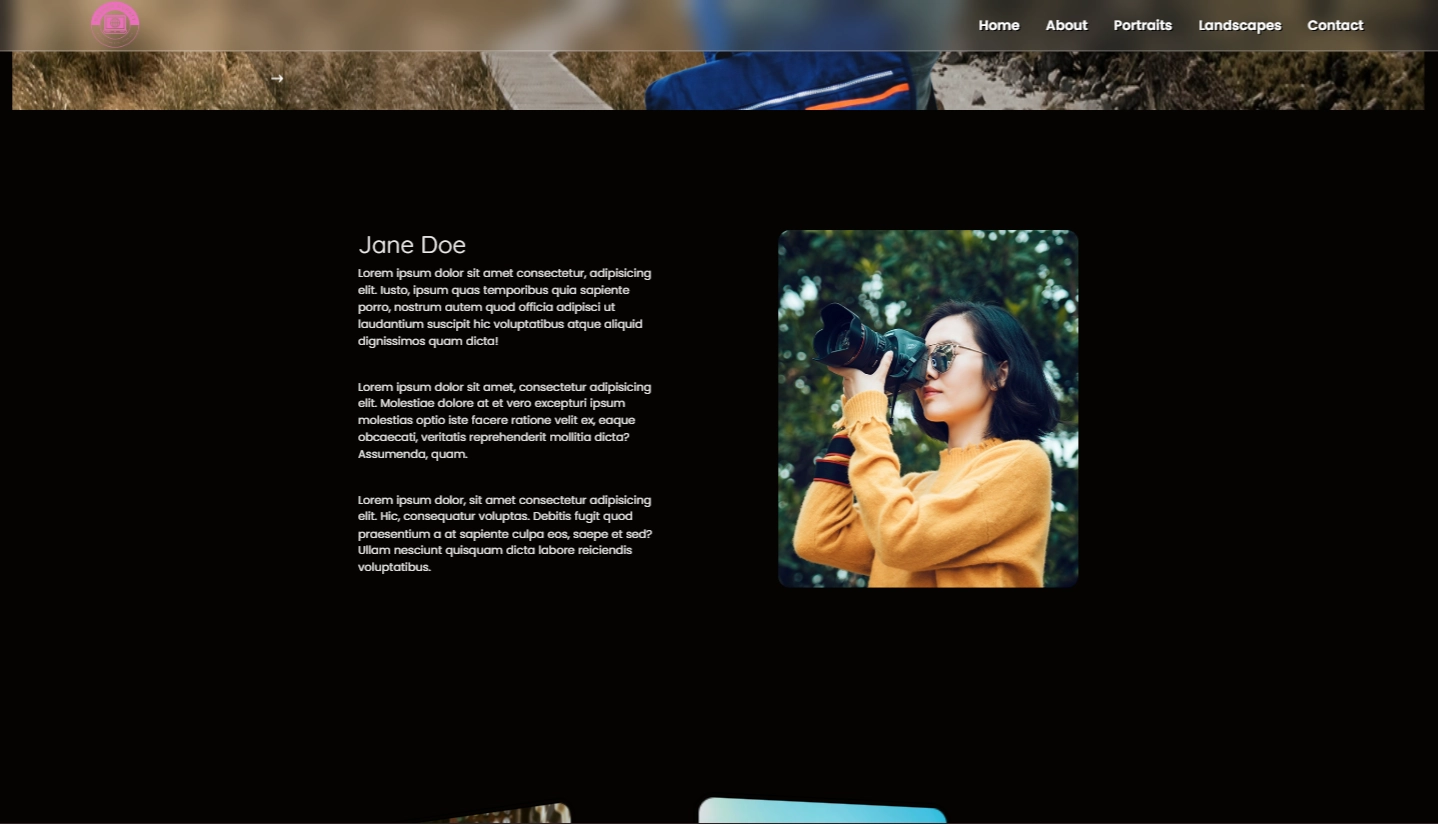 Home About Portraits Landscapes Contact
→
Jane Doe
Lorem ipsum dolor sit amet consectetur, adipisicing
elit. Iusto, ipsum quas temporibus quia sapiente
porro, nostrum autem quod officia adipisci ut
laudantium suscipit hic voluptatibus atque aliquid
dignissimos quam dicta!
Lorem ipsum dolor sit amet, consectetur adipisicing
elit. Molestiae dolore at et vero excepturi ipsum
molestias optio iste facere ratione velit ex, eaque
obcaecati, veritatis reprehenderit mollitia dicta?
Assumenda, quam.
Lorem ipsum dolor, sit amet consectetur adipisicing
elit. Hic, consequatur voluptas. Debitis fugit quod
praesentium a at sapiente culpa eos, saepe et sed?
Ullam nesciunt quisquam dicta labore reiciendis
voluptatibus.